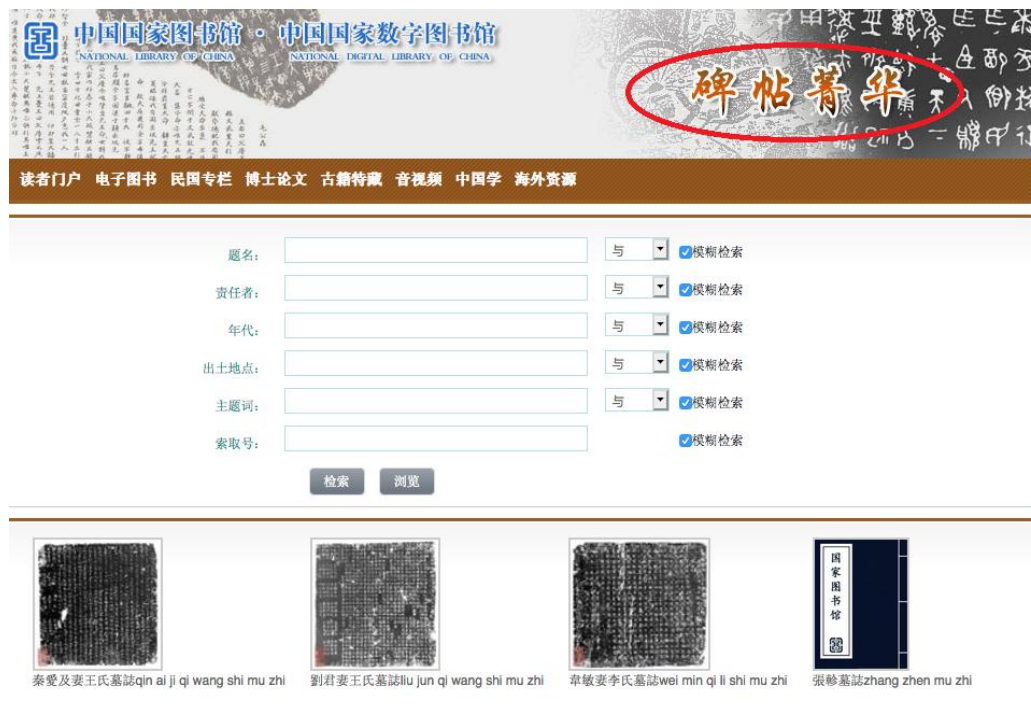 中国国家图书馆·中国国家数字图书馆
NATIONAL LIBRARY OF CHINA NATIONAL DIGITAL LIBRARY OF CHINA
碑帖菁华
读者门户 电子图书 民国专栏 博士论文 古籍特藏 音视频 中国学 海外资源
题名: 与 模糊检索
责任者: 与 模糊检索
年代: 与 模糊检索
出土地点: 与 模糊检索
主题词: 与 模糊检索
索取号: 模糊检索
检索 浏览
国家图书馆
秦愛及妻王氏墓誌qin ai ji qi wang shi mu zhi 劉君妻王氏墓誌liu jun qi wang shi mu zhi 韋敏妻李氏墓誌wei min qi li shi mu zhi 張軫墓誌zhang zhen mu zhi